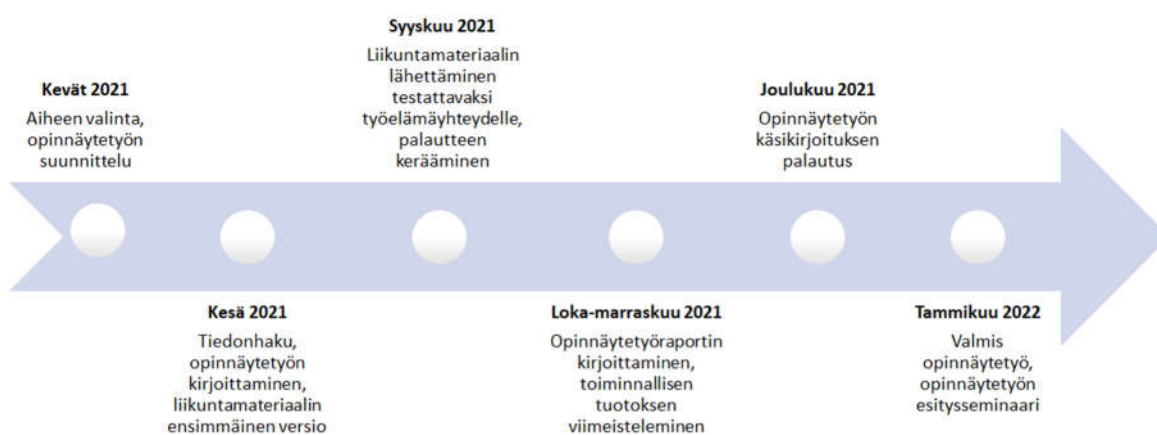 Kevät 2021
Aiheen valinta,
opinnäytetyön
suunnittelu
Kesä 2021
Tiedonhaku,
opinnäytetyön
kirjoittaminen,
liikuntamateriaalin
ensimmäinen versio
Syyskuu 2021
Liikuntamateriaalin
lähettäminen
testattavaksi
työelämäyhteydelle,
palautteen
kerääminen
Loka-marraskuu 2021
Opinnäytetyöraportin
kirjoittaminen,
toiminnallisen
tuotoksen
viimeisteleminen
Joulukuu 2021
Opinnäytetyön
käsikirjoituksen
palautus
Tammikuu 2022
Valmis
opinnäytetyö,
opinnäytetyön
esitysseminaari